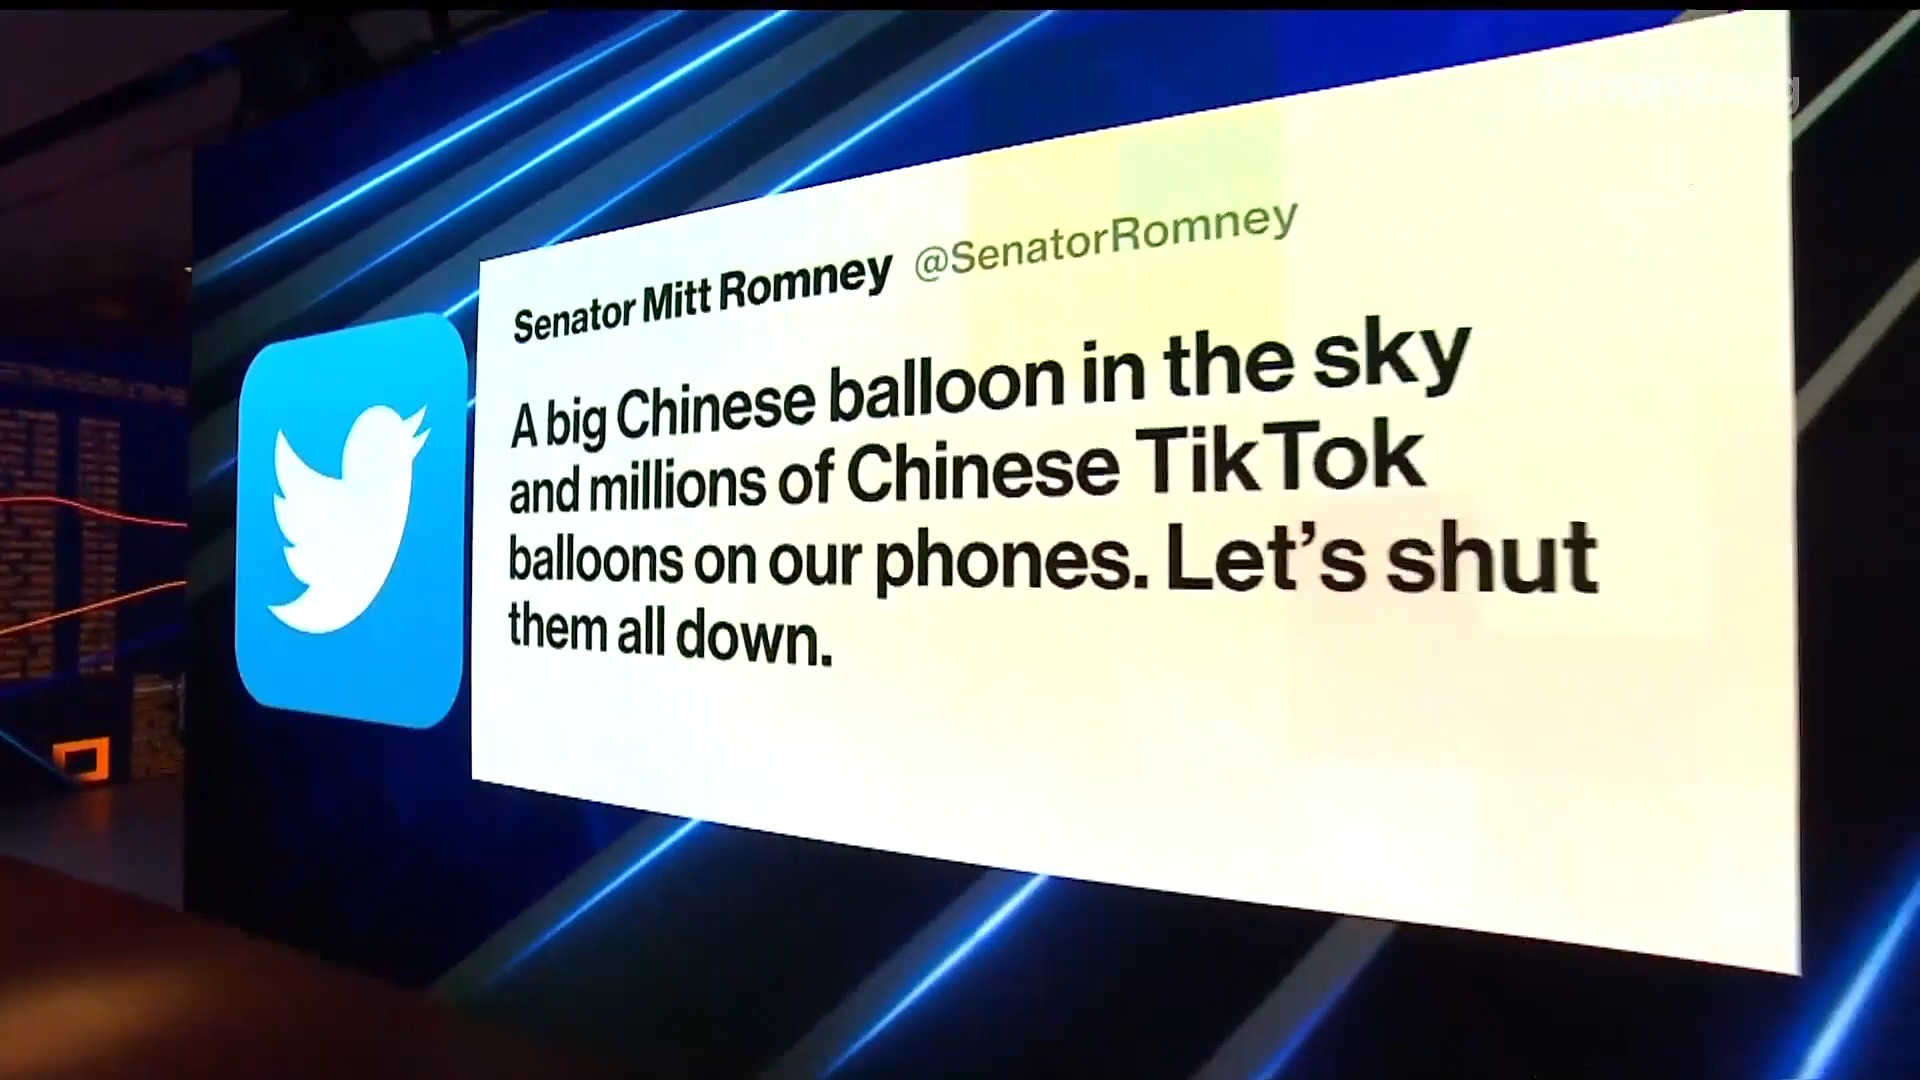 Senator Mitt Romney @SenatorRomney
A big Chinese balloon in the sky
and millions of Chinese TikTok
balloons on our phones. Let's shut
them all down.